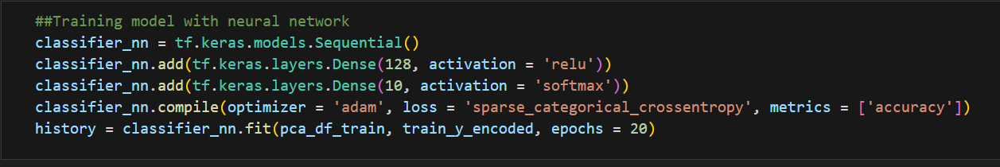 ##Training model with neural network
classifier_nn = tf.keras.models.Sequential()
classifier_nn.add(tf.keras.layers.Dense(128, activation = 'relu'))
classifier_nn.add(tf.keras.layers.Dense(10, activation = 'softmax'))
classifier_nn.compile(optimizer = 'adam', loss = 'sparse_categorical_crossentropy', metrics = ['accuracy'])
history = classifier_nn.fit(pca_df_train, train_y_encoded, epochs = 20)